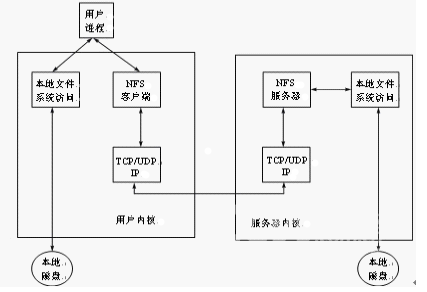 用户
进程
本地文件
系统访问
NFS
客户端
NFS
服务器
本地文件
系统访问
TCP/UDP
IP
TCP/UDP
IP
用户内核
服务器内核
本地
磁盘
本地
磁盘